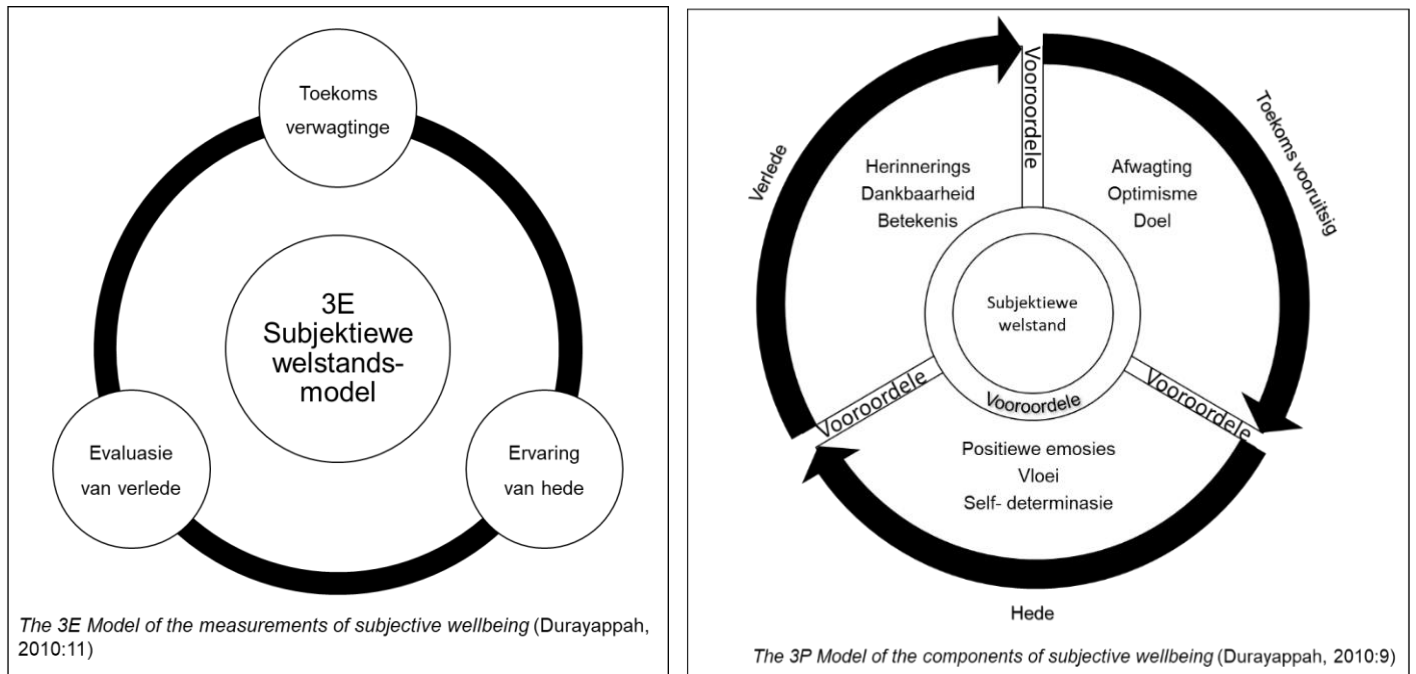 Toekoms
verwagtinge
3E
Subjektiewe
welstands-
model
Evaluasie
van verlede
Ervaring
van hede
The 3E Model of the measurements of subjective wellbeing (Durayappah,
2010:11)
Vooroordele
Verlede
Toekoms vooruitsig
Herinnerings
Dankbaarheid
Betekenis
Afwagting
Optimisme
Doel
Subjektiewe
welstand
Vooroordele
Vooroordele
Vooroordele
Positiewe emosies
Vloei
Self- determinasie
Hede
The 3P Model of the components of subjective wellbeing (Durayappah, 2010:9)